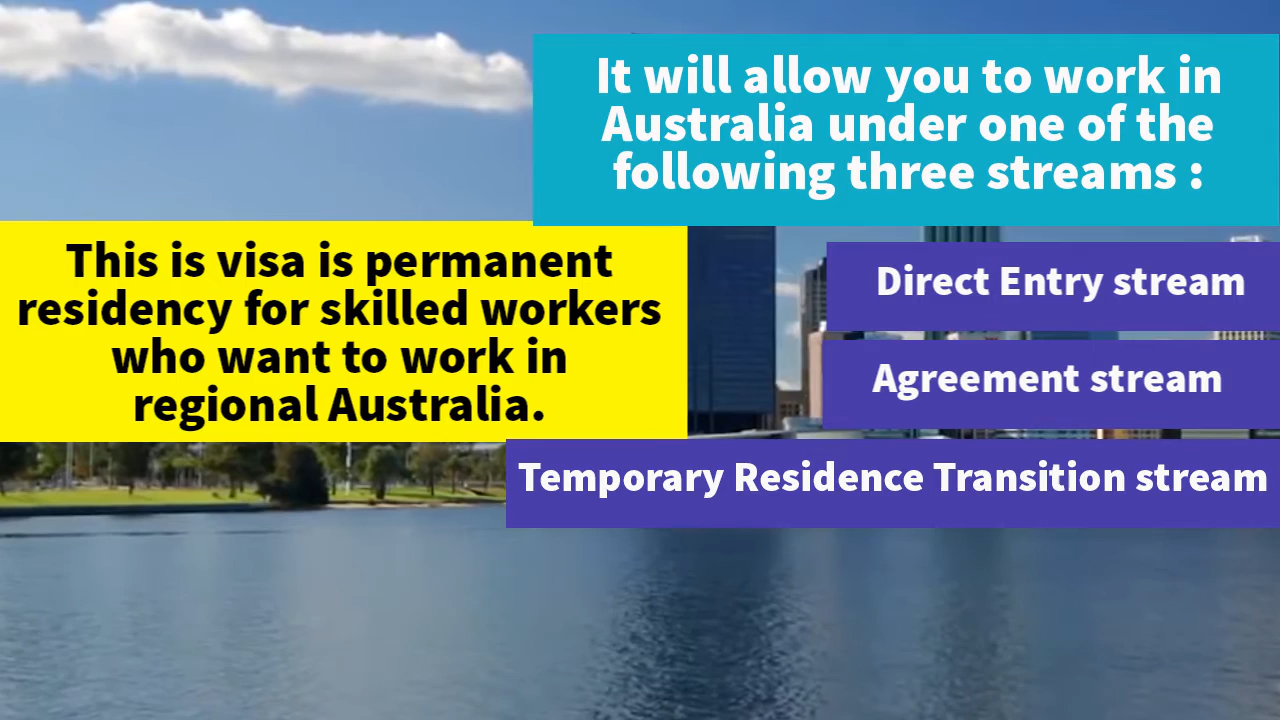 It will allow you to work in
Australia under one of the
following three streams :
This is visa is permanent
residency for skilled workers
who want to work in
regional Australia.
Direct Entry stream
Agreement stream
Temporary Residence Transition stream